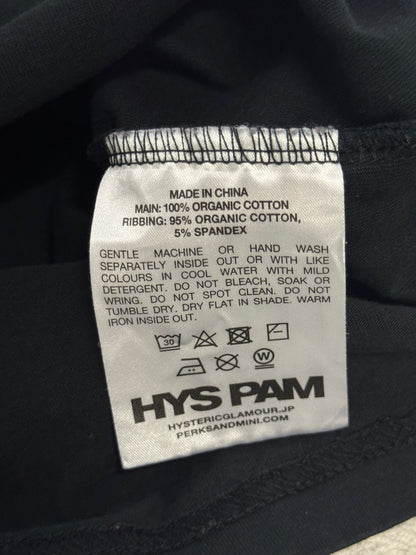 MADE IN CHINA
MAIN: 100% ORGANIC COTTON
RIBBING: 95% ORGANIC COTTON,
5% SPANDEX
GENTLE MACHINE OR HAND WASH
SEPARATELY INSIDE OUT OR WITH LIKE
COLOURS IN COOL WATER WITH MILD
DETERGENT. DO NOT BLEACH, SOAK OR
WRING. DO NOT SPOT CLEAN. DO NOT
TUMBLE DRY. DRY FLAT IN SHADE. WARM
IRON INSIDE OUT.
30
W
HYS PAM
HYSTERICGLAMOUR.JP
PERKSANDMINI.COM